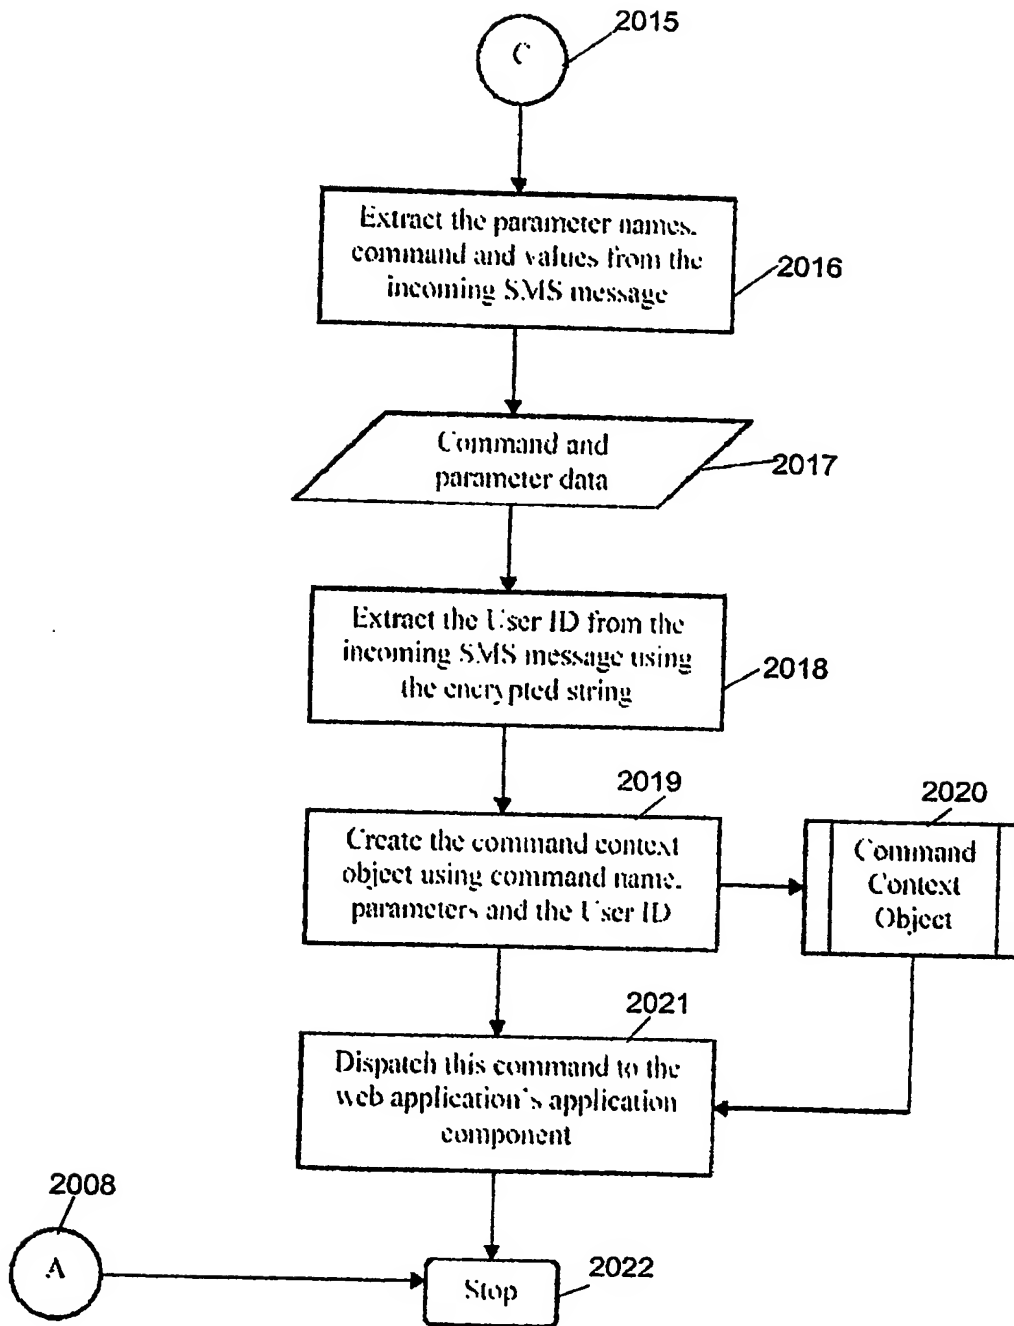 2015
C
Extract the parameter names,
command and values from the
incoming SMS message
2016
Command and
parameter data
2017
Extract the User ID from the
incoming SMS message using
the encrypted string
2018
2019
Create the command context
object using command name,
parameters and the User ID
2020
Command
Context
Object
2021
Dispatch this command to the
web application's application
component
2008
A
Stop
2022